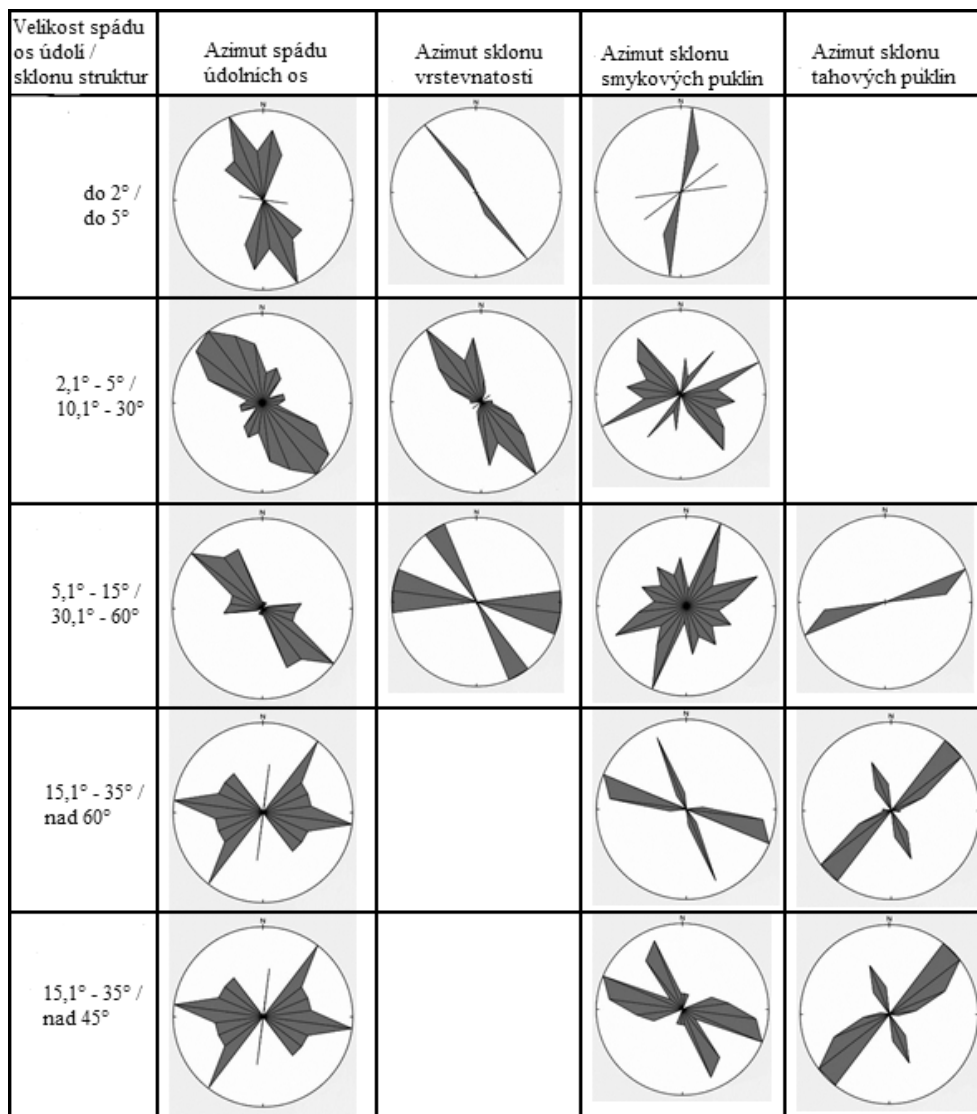 Velikost spádu
os údolí /
sklonu struktur
Azimut spádu
údolních os
Azimut sklonu
vrstevnatosti
Azimut sklonu
smykových puklin
Azimut sklonu
tahových puklin
do 2° /
do 5°
N
N
N
2,1° - 5° /
10,1° - 30°
N
N
N
5,1° - 15° /
30,1° - 60°
N
N
N
N
15,1° - 35° /
nad 60°
N
N
N
15,1° - 35° /
nad 45°
N
N
N